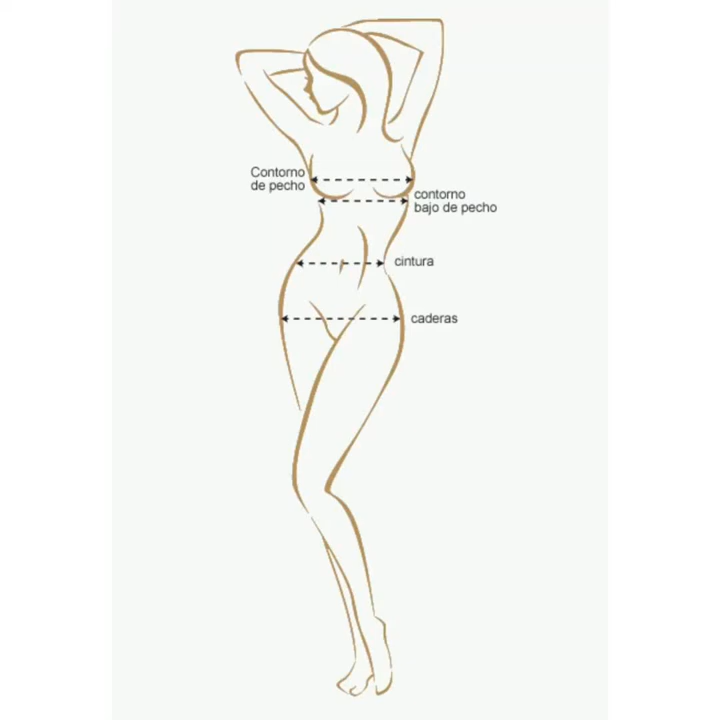 Contorno
de pecho
contorno
bajo de pecho
cintura
caderas